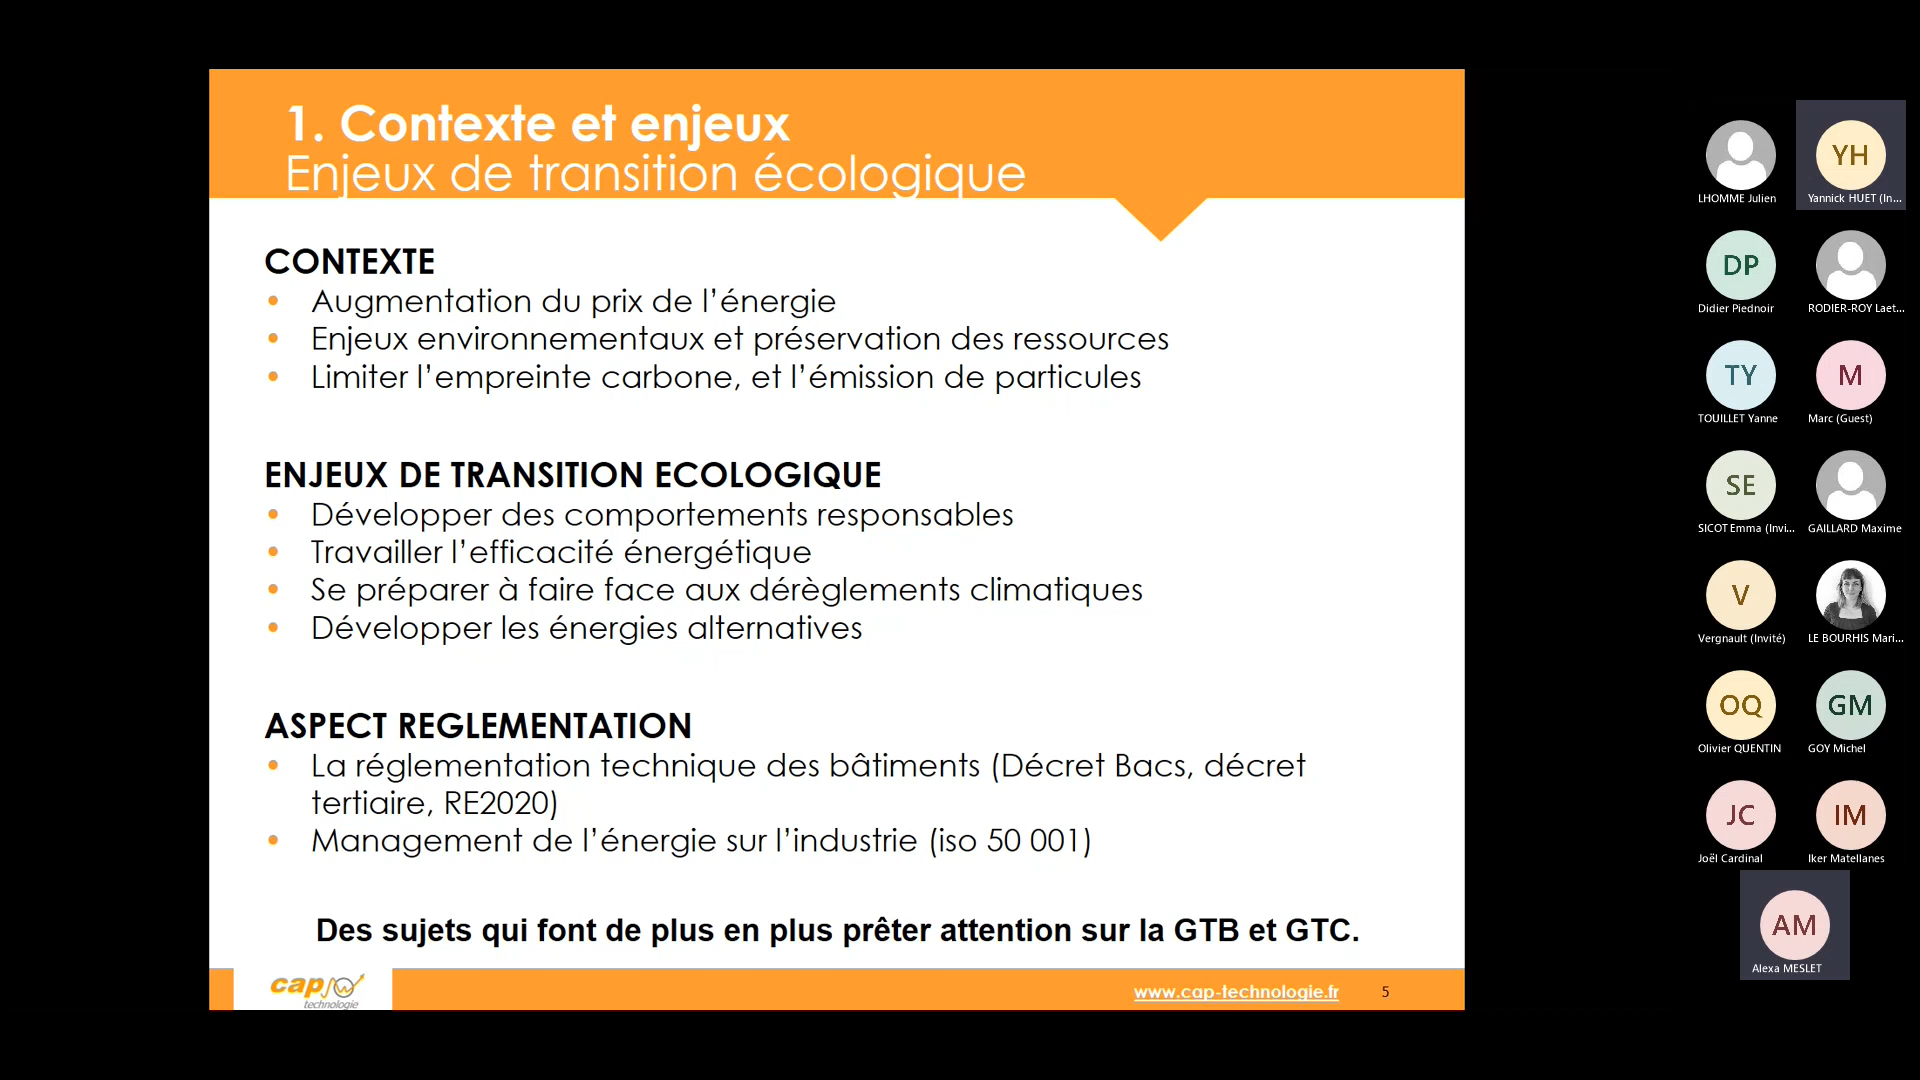 1. Contexte et enjeux
Enjeux de transition écologique
CONTEXTE
• Augmentation du prix de l’énergie
• Enjeux environnementaux et préservation des ressources
• Limiter l’empreinte carbone, et l’émission de particules
ENJEUX DE TRANSITION ECOLOGIQUE
• Développer des comportements responsables
• Travailler l’efficacité énergétique
• Se préparer à faire face aux dérèglements climatiques
• Développer les énergies alternatives
ASPECT REGLEMENTATION
• La réglementation technique des bâtiments (Décret Bacs, décret
tertiaire, RE2020)
• Management de l’énergie sur l’industrie (iso 50 001)
Des sujets qui font de plus en plus prêter attention sur la GTB et GTC.
cap
technologie
www.cap-technologie.fr
5
LHOMME Julien
YH
Yannick HUET (In...
DP
Didier Piednoir
RODIER-ROY Laet...
TY
TOUILLET Yanne
M
Marc (Guest)
SE
SICOT Emma (Invi...
GAILLARD Maxime
V
Vergnault (Invité)
LE BOURHIS Mari...
OQ
Olivier QUENTIN
GM
GOY Michel
JC
Joël Cardinal
IM
Iker Matellanes
AM
Alexa MESLET